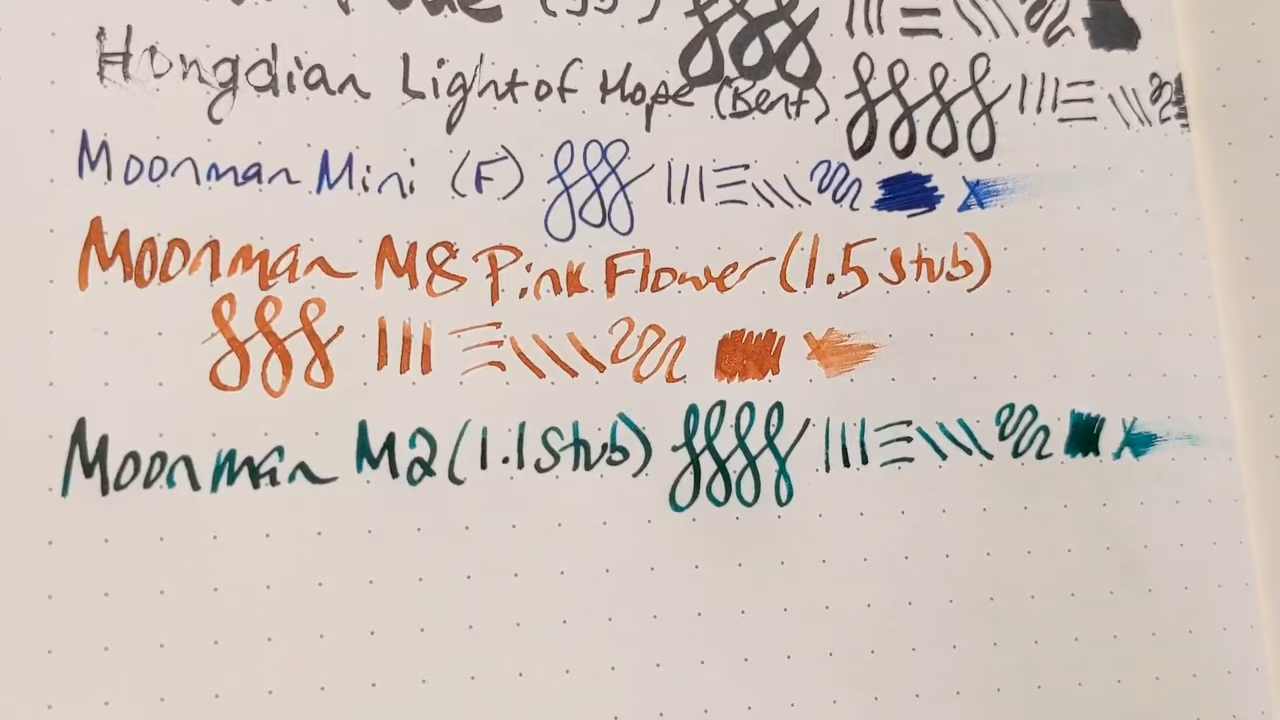 Hongdian Light of Hope (Bent)
Moonman Mini (F)
Moonman M8 Pink Flower (1.5 Stub)
Moonman M2 (1.1 Stub)